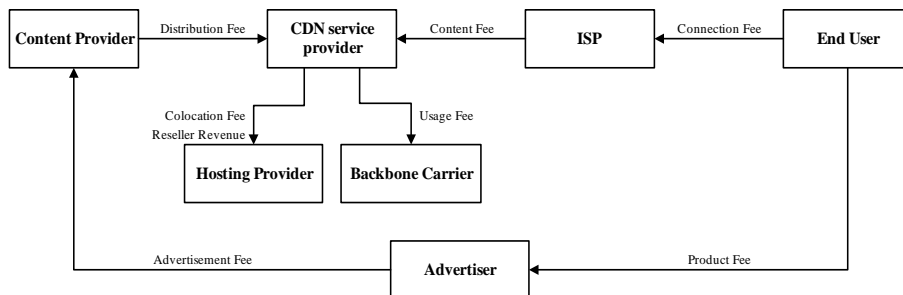 Content Provider
Distribution Fee
CDN service
provider
Content Fee
ISP
Connection Fee
End User
Colocation Fee
Reseller Revenue
Usage Fee
Hosting Provider
Backbone Carrier
Advertisement Fee
Advertiser
Product Fee